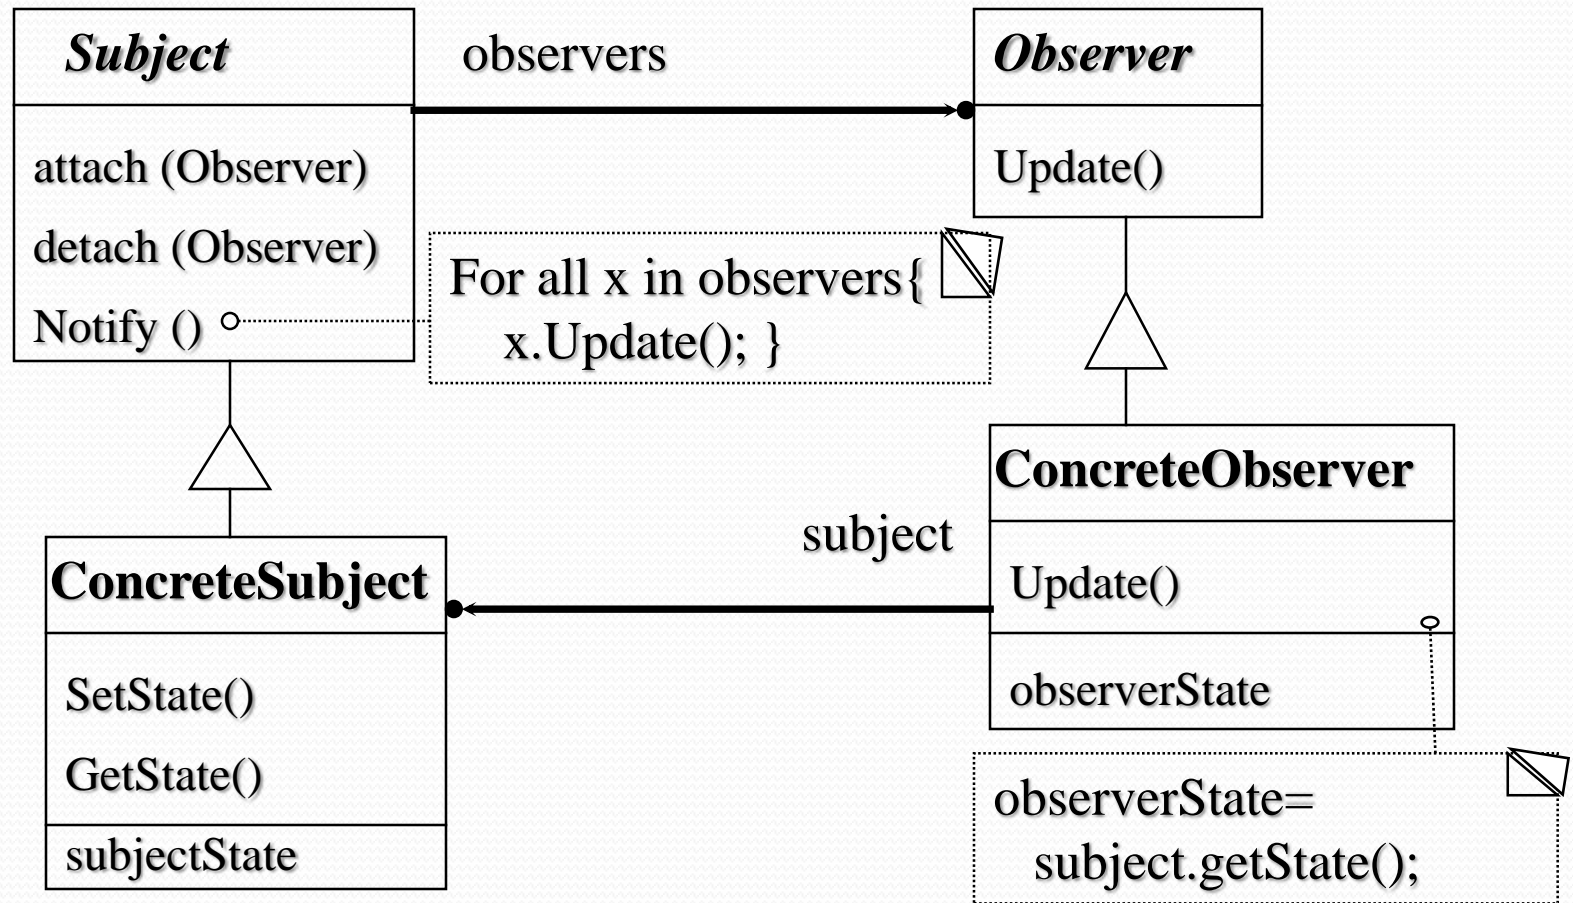 Subject
attach (Observer)
detach (Observer)
Notify ()
observers
Observer
Update()
For all x in observers{
x.Update(); }
ConcreteSubject
SetState()
GetState()
subjectState
subject
ConcreteObserver
Update()
observerState
observerState=
subject.getState();